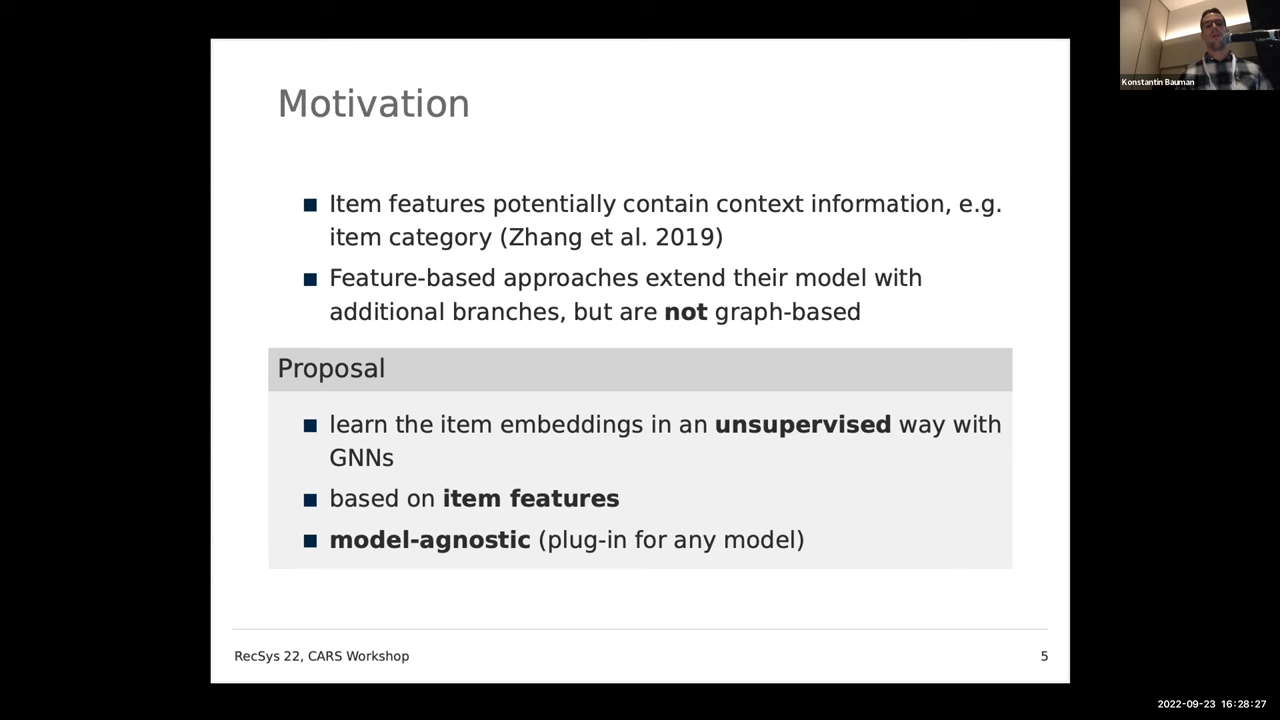 Konstantin Bauman
Motivation
Item features potentially contain context information, e.g.
item category (Zhang et al. 2019)
Feature-based approaches extend their model with
additional branches, but are not graph-based
Proposal
learn the item embeddings in an unsupervised way with
GNNs
based on item features
model-agnostic (plug-in for any model)
RecSys 22, CARS Workshop
5
2022-09-23 16:28:27